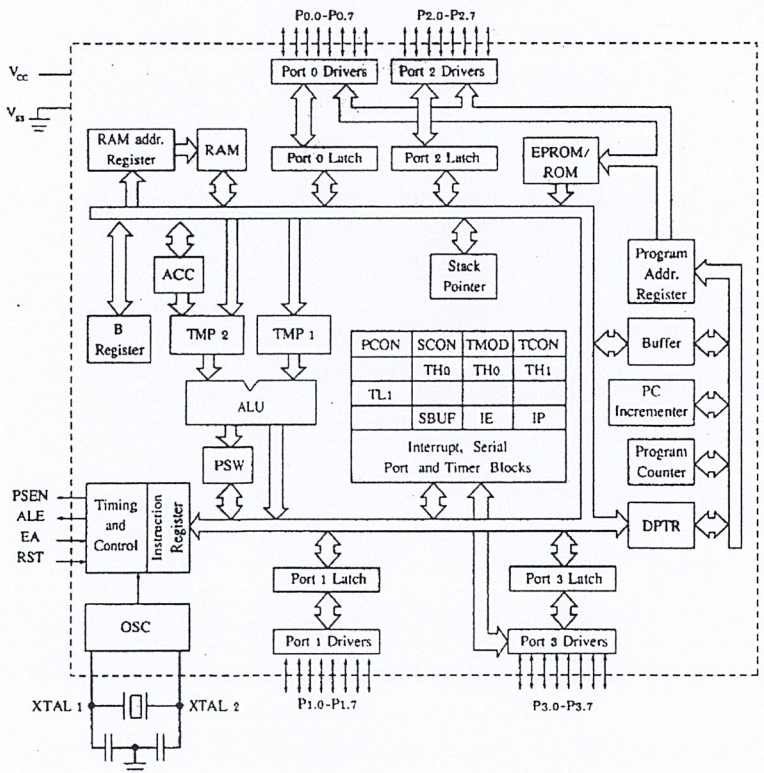 P0.0-P0.7
P2.0-P2.7
Port 0 Drivers
Port 2 Drivers
VCC
VSS
RAM addr.
Register
RAM
Port 0 Latch
Port 2 Latch
EPROM/
ROM
ACC
Stack
Pointer
Program
Addr.
Register
B
Register
TMP 2
TMP 1
PCON SCON TMOD TCON
TH0 TH0 TH1
TL1
SBUF IE IP
Interrupt, Serial
Port and Timer Blocks
Buffer
ALU
PC
Incrementer
PSW
Program
Counter
PSEN
ALE
EA
RST
Timing
and
Control
Instruction
Register
DPTR
Port 1 Latch
Port 3 Latch
OSC
Port 1 Drivers
Port 3 Drivers
XTAL 1
XTAL 2
P1.0-P1.7
P3.0-P3.7